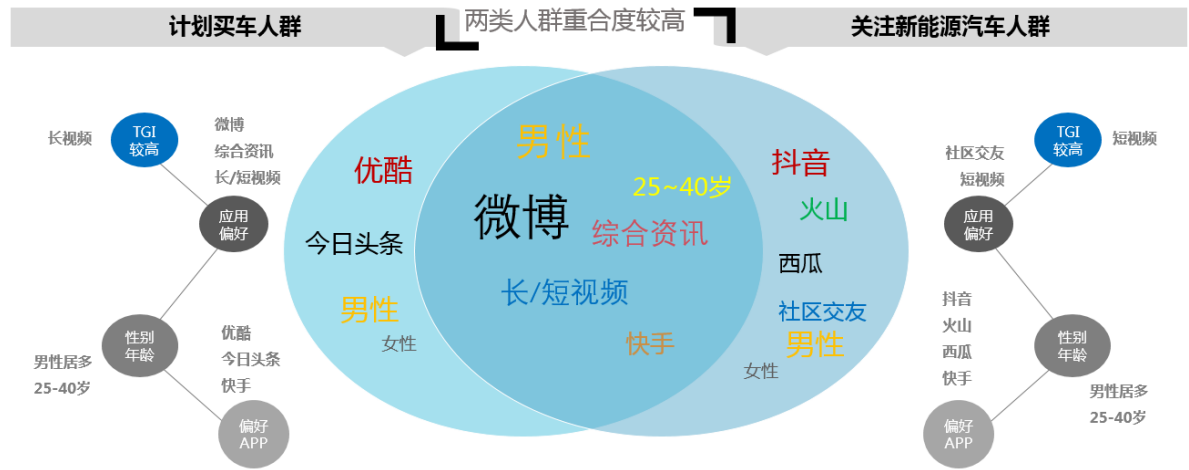 计划买车人群
两类人群重合度较高
关注新能源汽车人群
长视频
TGI
较高
微博
综合资讯
长/短视频
应用
偏好
性别
年龄
男性居多
25-40岁
优酷
今日头条
快手
偏好
APP
优酷
今日头条
男性
女性
男性
微博
25~40岁
综合资讯
长/短视频
快手
抖音
火山
西瓜
社区交友
男性
女性
TGI
较高
短视频
社区交友
短视频
应用
偏好
抖音
火山
西瓜
快手
性别
年龄
男性居多
25-40岁
偏好
APP